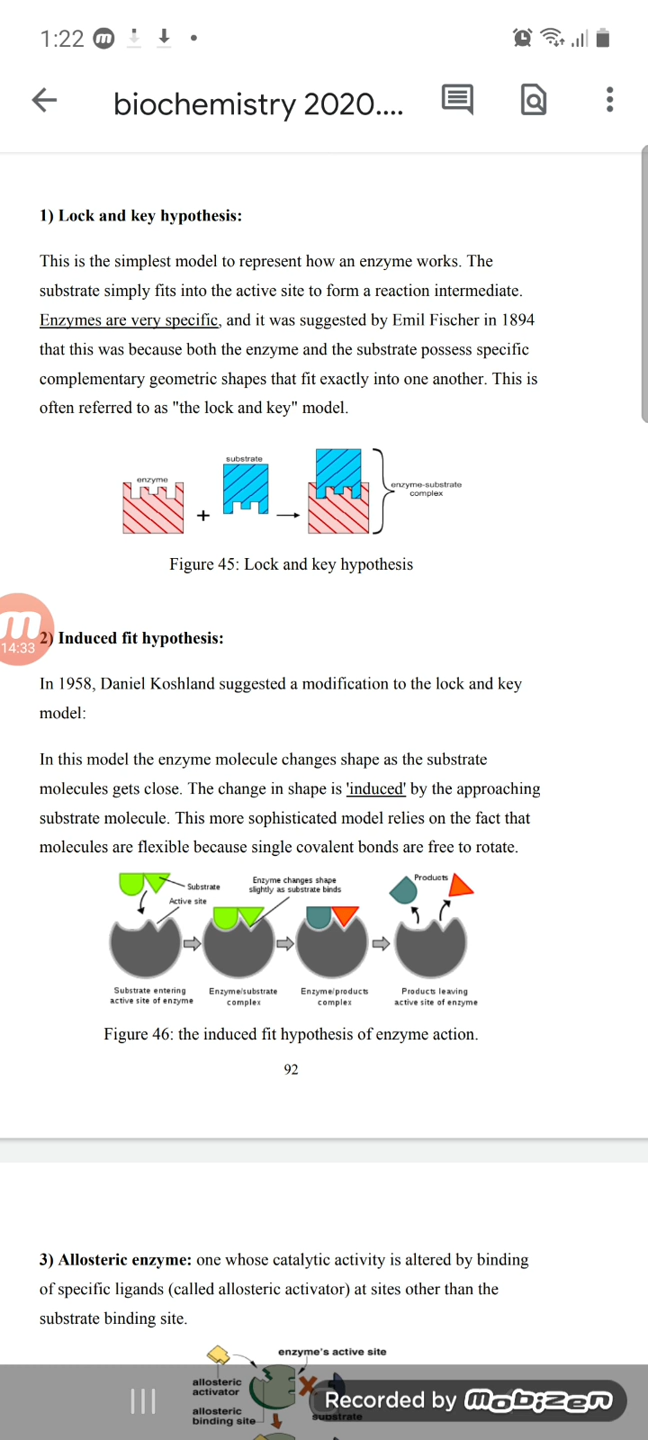 1:22
biochemistry 2020....
1) Lock and key hypothesis:
This is the simplest model to represent how an enzyme works. The
substrate simply fits into the active site to form a reaction intermediate.
Enzymes are very specific, and it was suggested by Emil Fischer in 1894
that this was because both the enzyme and the substrate possess specific
complementary geometric shapes that fit exactly into one another. This is
often referred to as "the lock and key" model.
substrate
enzyme
enzyme-substrate
complex
+
Figure 45: Lock and key hypothesis
m
14:33
2) Induced fit hypothesis:
In 1958, Daniel Koshland suggested a modification to the lock and key
model:
In this model the enzyme molecule changes shape as the substrate
molecules gets close. The change in shape is 'induced' by the approaching
substrate molecule. This more sophisticated model relies on the fact that
molecules are flexible because single covalent bonds are free to rotate.
Substrate
Active site
Enzyme changes shape
slightly as substrate binds
Products
Substrate entering
active site of enzyme
Enzyme/substrate
complex
Enzyme/products
complex
Products leaving
active site of enzyme
Figure 46: the induced fit hypothesis of enzyme action.
92
3) Allosteric enzyme: one whose catalytic activity is altered by binding
of specific ligands (called allosteric activator) at sites other than the
substrate binding site.
enzyme's active site
allosteric
activator
allosteric
binding site
substrate
Recorded by mobizen